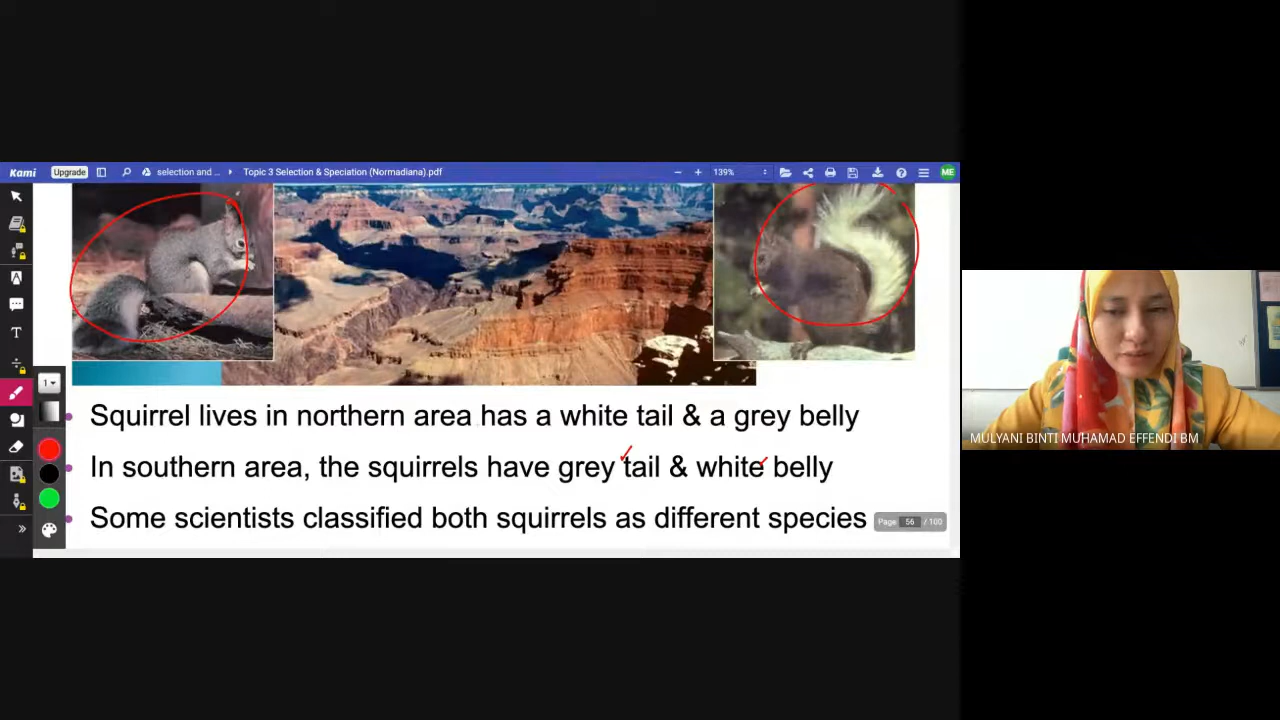 Kami Upgrade selection and ... Topic 3 Selection & Speciation (Normadiana).pdf 139% ME
T
1
Squirrel lives in northern area has a white tail & a grey belly
In southern area, the squirrels have grey tail & white belly
Some scientists classified both squirrels as different species
Page 56 / 100
MULYANI BINTI MUHAMAD EFFENDI BM